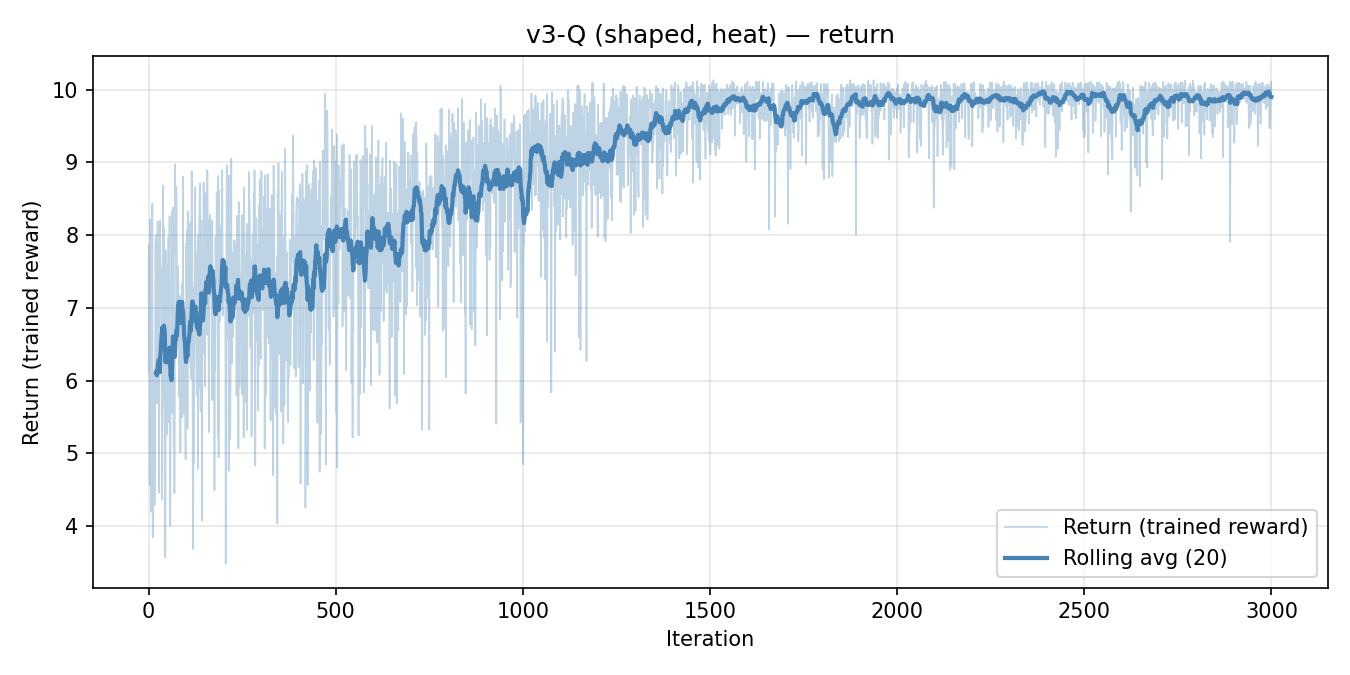 v3-Q (shaped, heat) — return
Return (trained reward)
10
9
8
7
6
5
4
0
500
1000
1500
2000
2500
3000
Iteration
Return (trained reward)
Rolling avg (20)